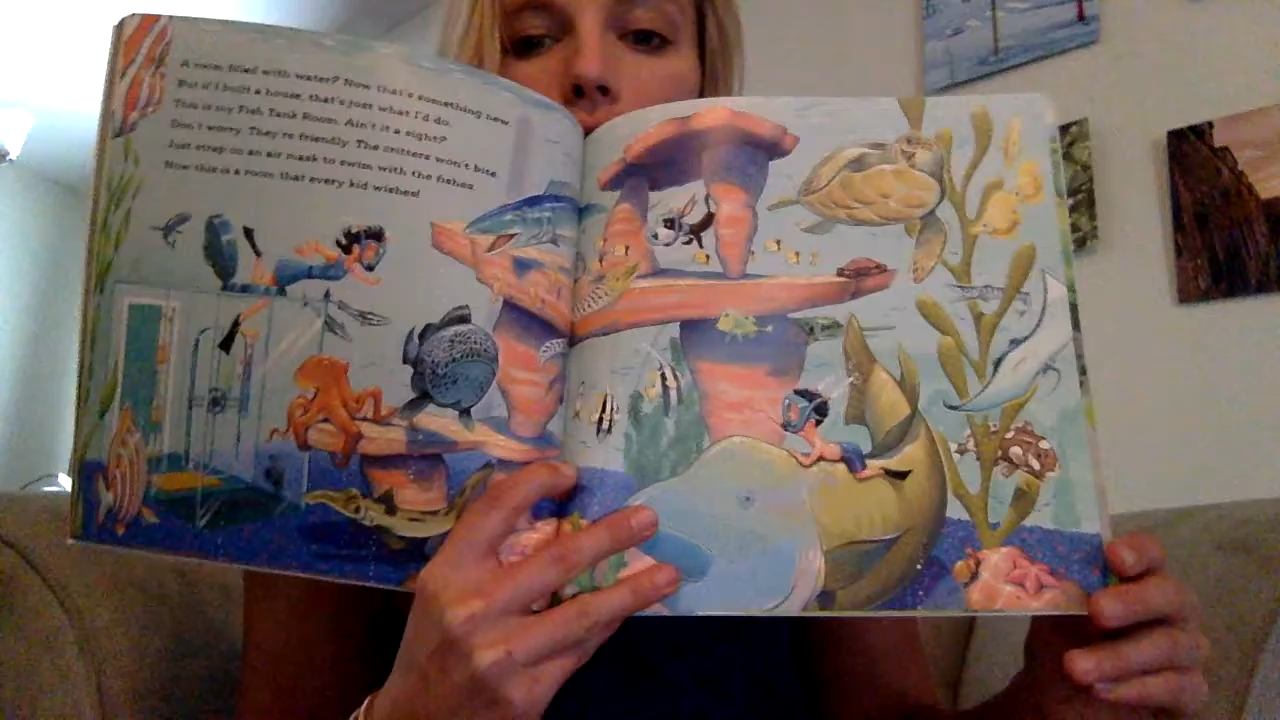 A room filled with water? Now that's something new.
But if I built a house, that's just what I'd do.
This is my Fish Tank Room. Ain't it a sight?
Don't worry. They're friendly. The critters won't bite.
Just strap on an air mask to swim with the fishes.
Now this is a room that every kid wishes!